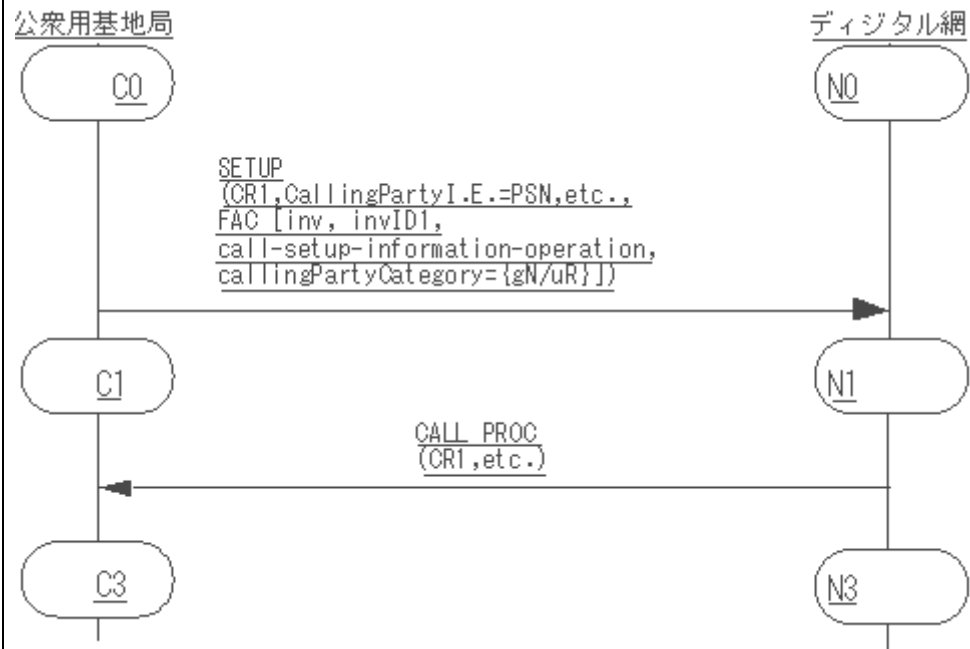 公衆用基地局
ディジタル網
C0
N0
SETUP
(CR1,CallingPartyI.E.=PSN,etc.,
FAC [inv, invID1,
call-setup-information-operation,
callingPartyCategory={gN/uR}])
C1
N1
CALL PROC
(CR1,etc.)
C3
N3